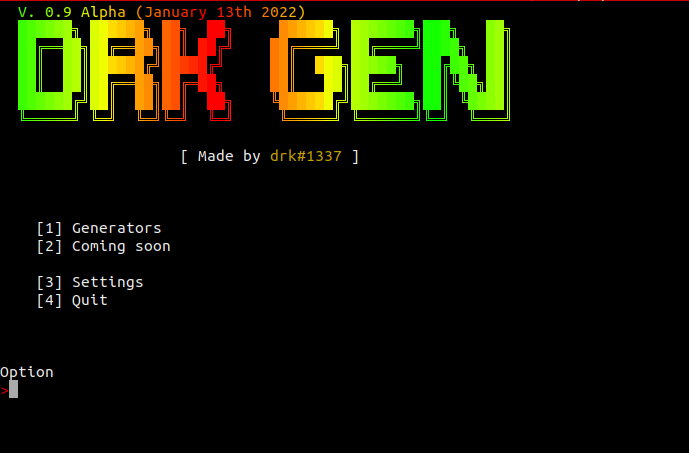 V. 0.9 Alpha (January 13th 2022)
DARK GEN
[ Made by drk#1337 ]
[1] Generators
[2] Coming soon
[3] Settings
[4] Quit
Option
>